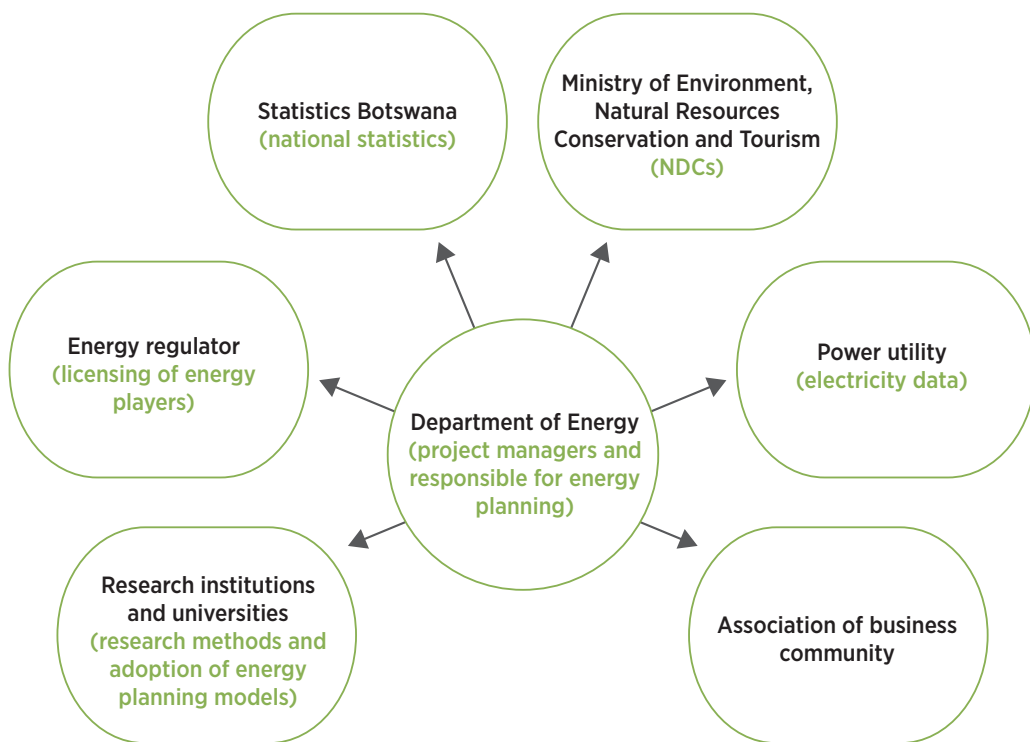 Statistics Botswana
(national statistics)
Ministry of Environment,
Natural Resources
Conservation and Tourism
(NDCs)
Energy regulator
(licensing of energy
players)
Power utility
(electricity data)
Department of Energy
(project managers and
responsible for energy
planning)
Research institutions
and universities
(research methods and
adoption of energy
planning models)
Association of business
community